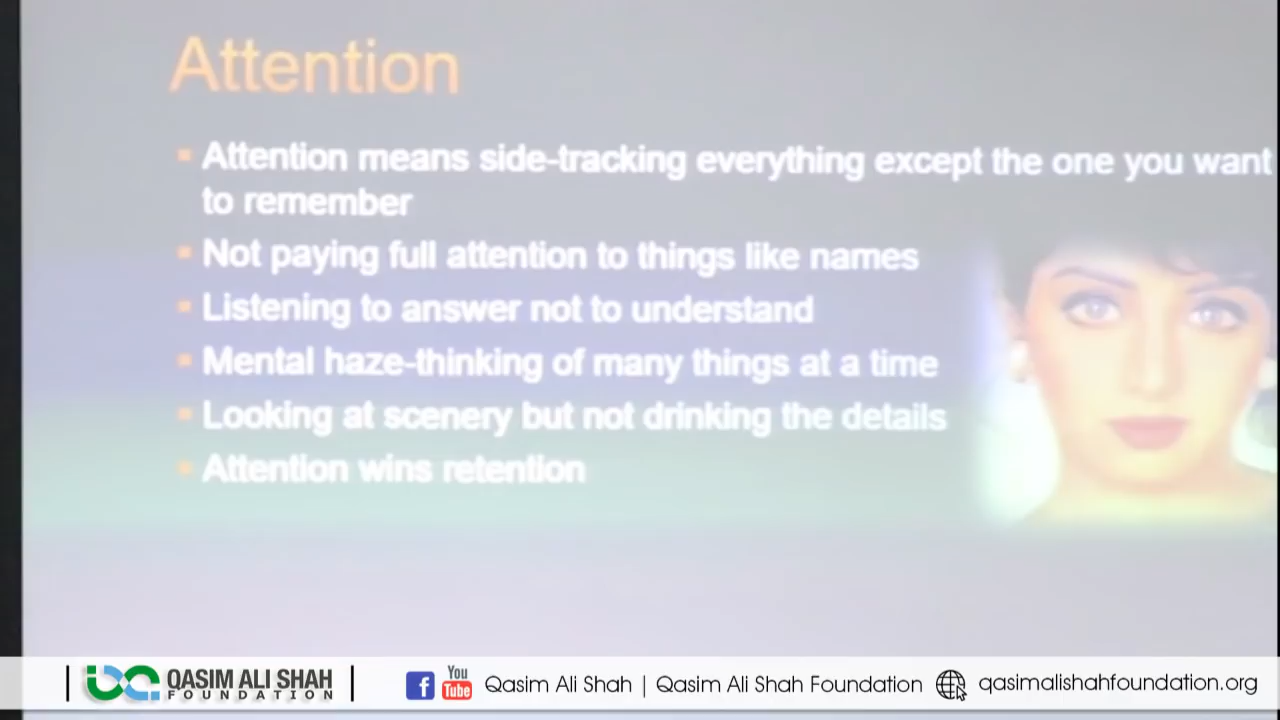 Attention
Attention means side-tracking everything except the one you want
to remember
Not paying full attention to things like names
Listening to answer not to understand
Mental haze-thinking of many things at a time
Looking at scenery but not drinking the details
Attention wins retention
QASIM ALI SHAH
FOUNDATION
You
Tube
Qasim Ali Shah | Qasim Ali Shah Foundation
qasimalishahfoundation.org